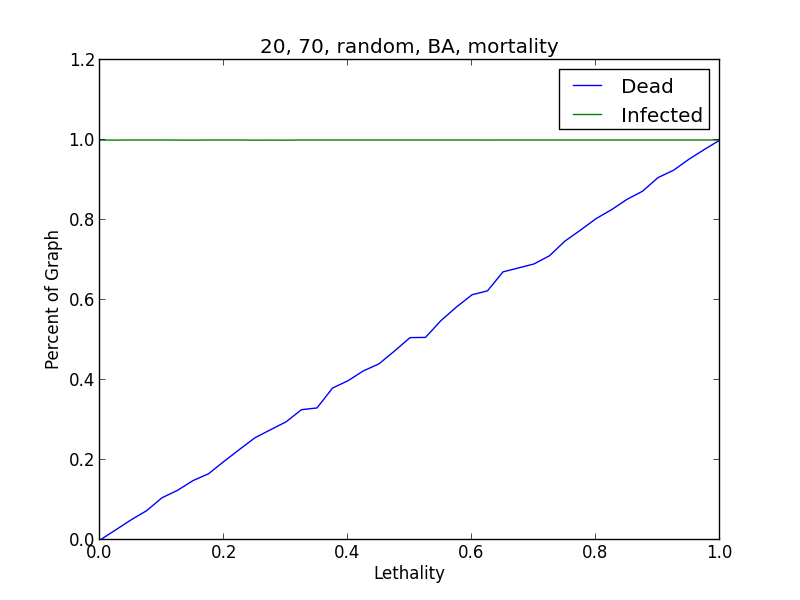 20, 70, random, BA, mortality
Dead
Infected
1.2
1.0
0.8
0.6
0.4
0.2
0.0
Percent of Graph
0.0 0.2 0.4 0.6 0.8 1.0
Lethality